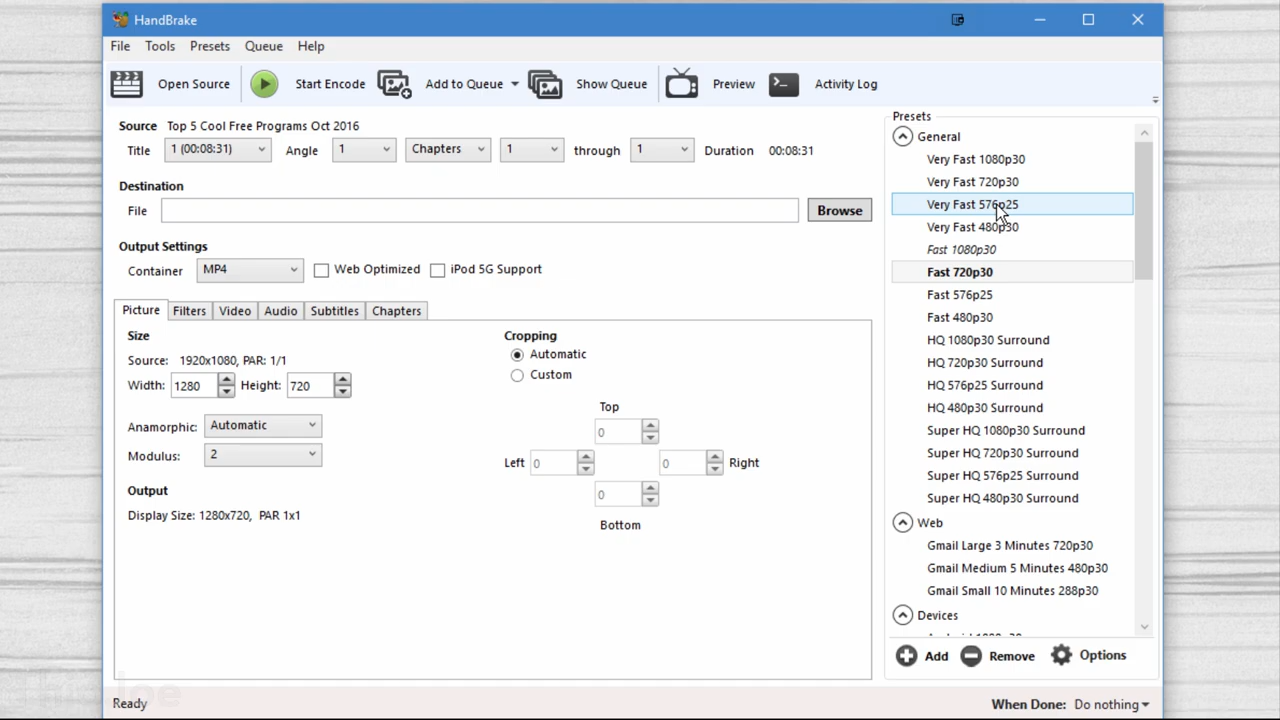 HandBrake
File Tools Presets Queue Help
Open Source Start Encode Add to Queue Show Queue Preview Activity Log
Source Top 5 Cool Free Programs Oct 2016
Title 1 (00:08:31) Angle 1 Chapters 1 through 1 Duration 00:08:31
Destination
File Browse
Output Settings
Container MP4 Web Optimized iPod 5G Support
Picture Filters Video Audio Subtitles Chapters
Size
Source: 1920x1080, PAR: 1/1
Width: 1280 Height: 720
Anamorphic: Automatic
Modulus: 2
Output
Display Size: 1280x720, PAR 1x1
Cropping
Automatic
Custom
Top
0
Left 0 0 Right
0
Bottom
Presets
General
Very Fast 1080p30
Very Fast 720p30
Very Fast 576p25
Very Fast 480p30
Fast 1080p30
Fast 720p30
Fast 576p25
Fast 480p30
HQ 1080p30 Surround
HQ 720p30 Surround
HQ 576p25 Surround
HQ 480p30 Surround
Super HQ 1080p30 Surround
Super HQ 720p30 Surround
Super HQ 576p25 Surround
Super HQ 480p30 Surround
Web
Gmail Large 3 Minutes 720p30
Gmail Medium 5 Minutes 480p30
Gmail Small 10 Minutes 288p30
Devices
Add Remove Options
Ready
When Done: Do nothing